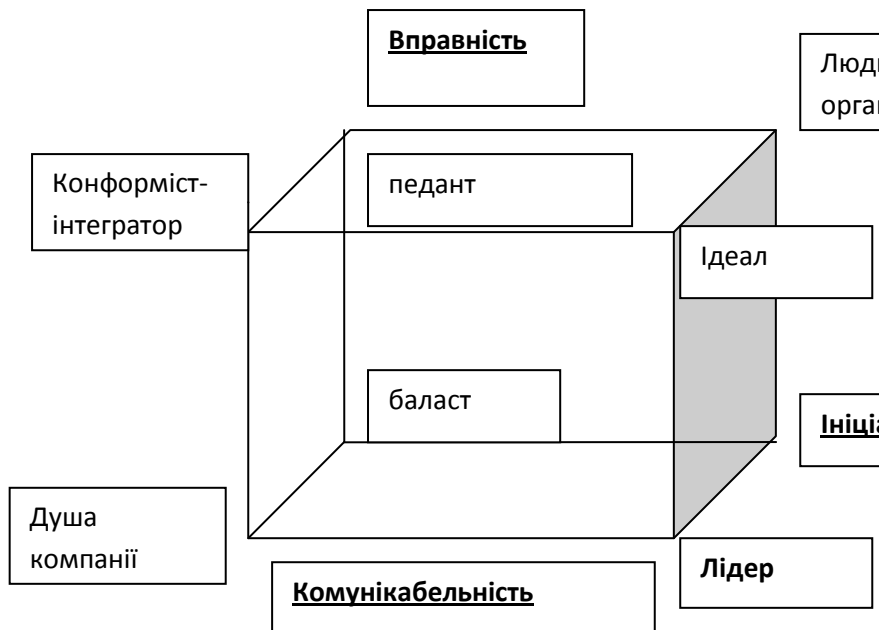 Вправність
Конформіст-
інтегратор
педант
Ідеал
баласт
Душа
компанії
Лідер
Комунікабельність